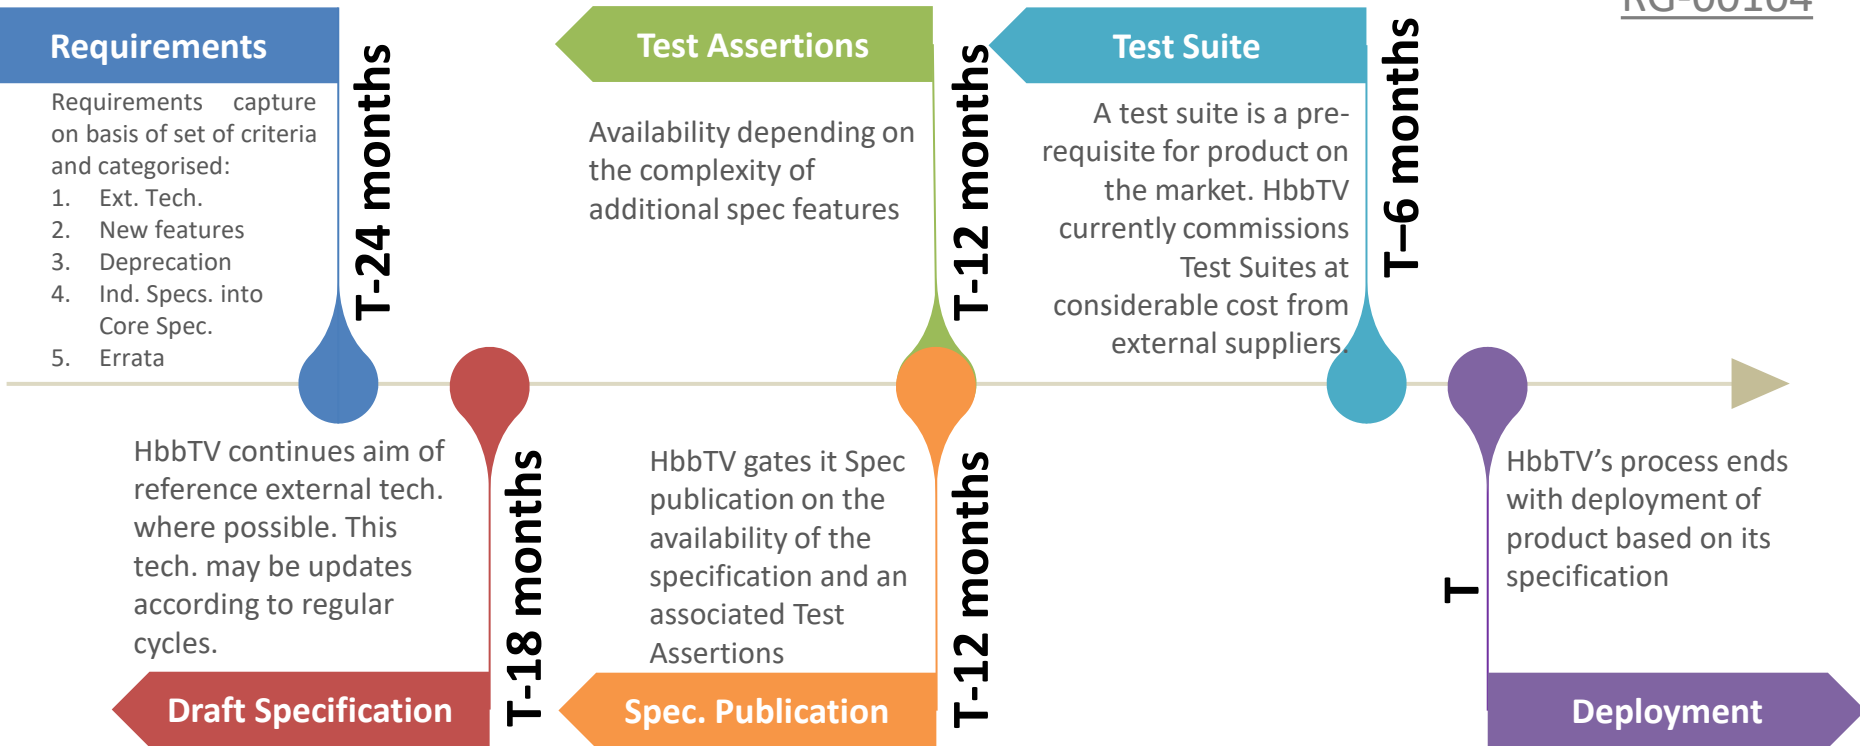 RG-00104
Requirements
Requirements capture
on basis of set of criteria
and categorised:
1. Ext. Tech.
2. New features
3. Deprecation
4. Ind. Specs. into
Core Spec.
5. Errata
T-24 months
Test Assertions
Availability depending on
the complexity of
additional spec features
T-12 months
Test Suite
A test suite is a pre-
requisite for product on
the market. HbbTV
currently commissions
Test Suites at
considerable cost from
external suppliers.
T–6 months
HbbTV continues aim of
reference external tech.
where possible. This
tech. may be updates
according to regular
cycles.
Draft Specification
T-18 months
HbbTV gates it Spec
publication on the
availability of the
specification and an
associated Test
Assertions
Spec. Publication
T-12 months
T
HbbTV’s process ends
with deployment of
product based on its
specification
Deployment